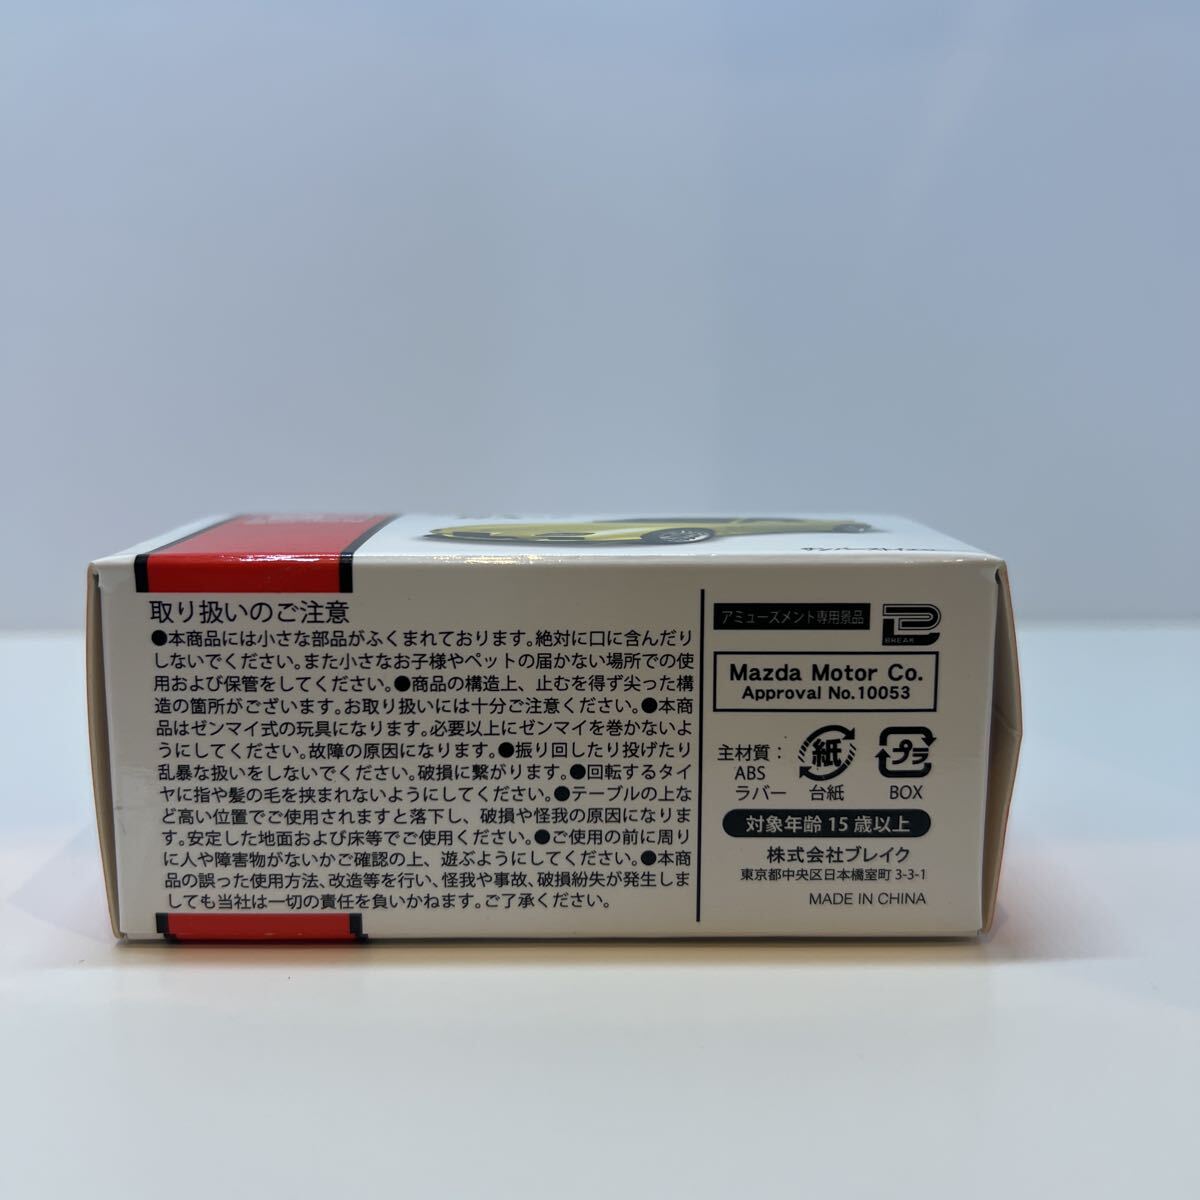 取り扱いのご注意
●本商品には小さな部品がふくまれております。絶対に口に含んだり
しないでください。また小さなお子様やペットの届かない場所での使
用および保管をしてください。●商品の構造上、止むを得ず尖った構
造の箇所がございます。お取り扱いには十分ご注意ください。●本商
品はゼンマイ式の玩具になります。必要以上にゼンマイを巻かないよ
うにしてください。故障の原因になります。●振り回したり投げたり
乱暴な扱いをしないでください。破損に繋がります。●回転するタイ
ヤに指や髪の毛を挟まれないようにしてください。●テーブルの上な
ど高い位置でご使用されますと落下し、破損や怪我の原因になりま
す。安定した地面および床等でご使用ください。●ご使用の前に周り
に人や障害物がないかご確認の上、遊ぶようにしてください。●本商
品の誤った使用方法、改造等を行い、怪我や事故、破損紛失が発生しま
しても当社は一切の責任を負いかねます。ご了承ください。
アミューズメント専用景品
BREAK
Mazda Motor Co.
Approval No.10053
主材質：
ABS
ラバー
紙
台紙
プラ
BOX
対象年齢 15 歳以上
株式会社ブレイク
東京都中央区日本橋室町 3-3-1
MADE IN CHINA